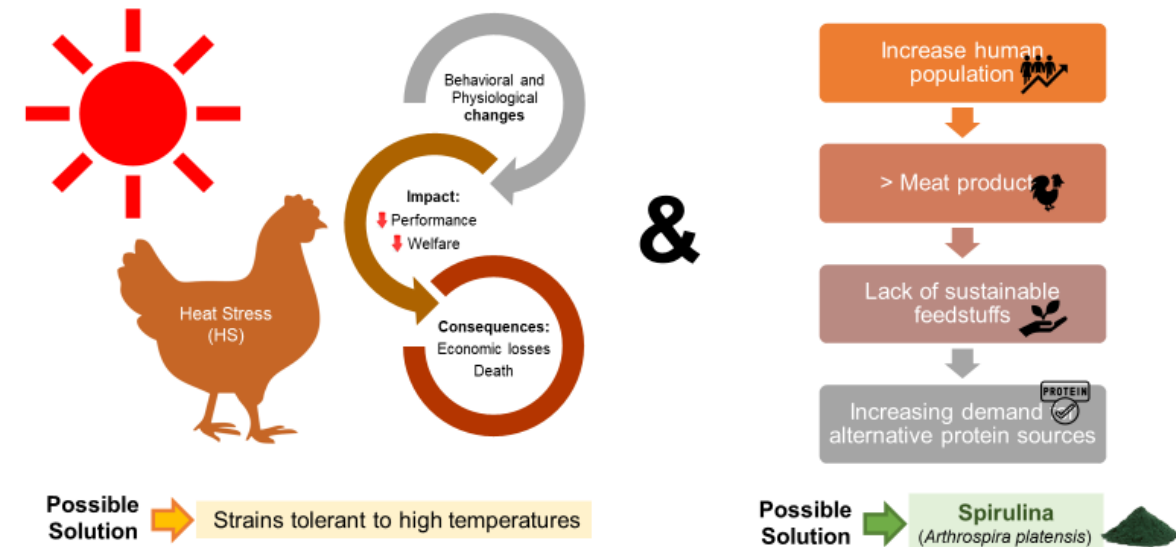 Behavioral and
Physiological
changes
Impact:
Performance
Welfare
Heat Stress
(HS)
Consequences:
Economic losses
Death
Possible
Solution
Strains tolerant to high temperatures
&
Increase human
population
> Meat product
Lack of sustainable
feedstuffs
PROTEIN
Increasing demand
alternative protein sources
Possible
Solution
Spirulina
(Arthrospira platensis)